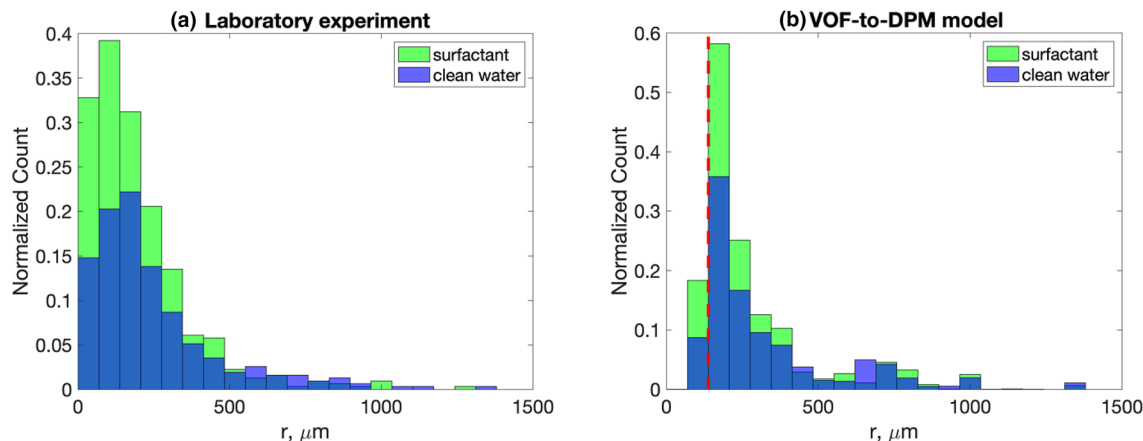 (a) Laboratory experiment
0.4
0.35
0.3
0.25
0.2
0.15
0.1
0.05
0
Normalized Count
surfactant
clean water
0
500
1000
1500
r, μm
(b) VOF-to-DPM model
0.6
0.5
0.4
0.3
0.2
0.1
0
Normalized Count
surfactant
clean water
0
500
1000
1500
r, μm